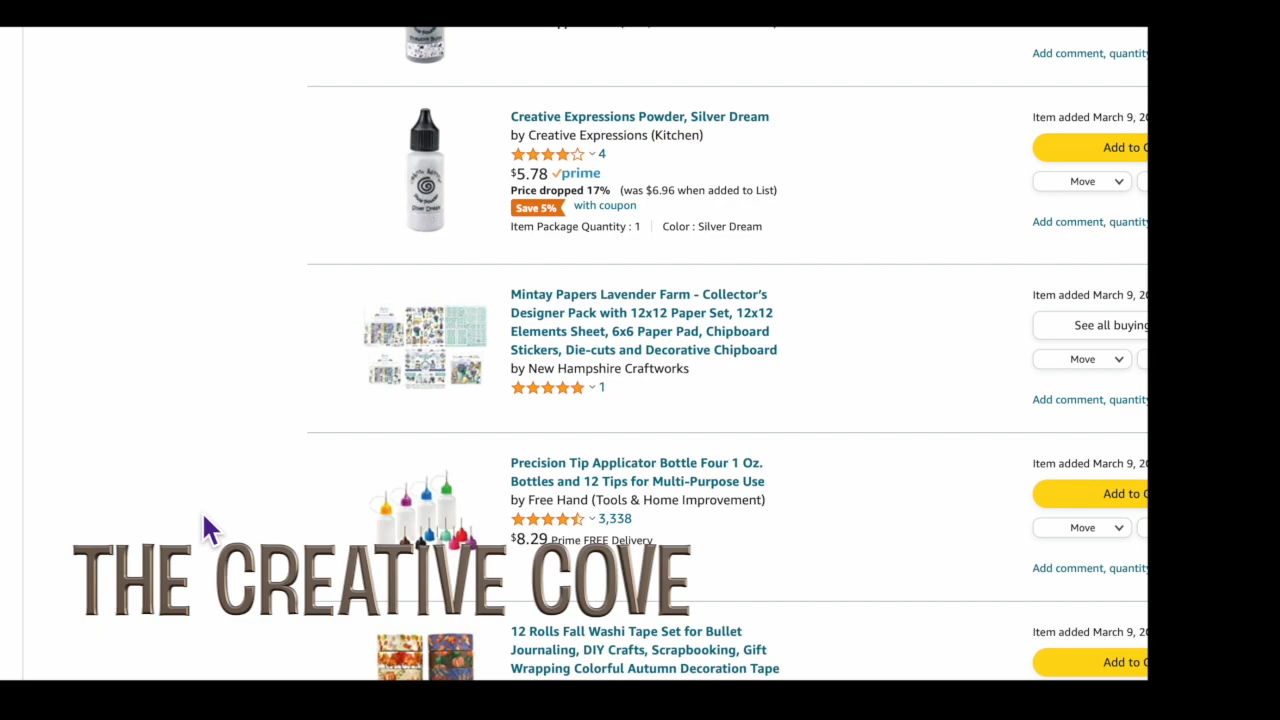 Add comment, quantity
Creative Expressions Powder, Silver Dream
by Creative Expressions (Kitchen)
4
$5.78 prime
Price dropped 17% (was $6.96 when added to List)
Save 5% with coupon
Item Package Quantity : 1 Color : Silver Dream
Item added March 9, 20
Add to C
Move
Add comment, quantity
Silver Dream
Mintay Papers Lavender Farm - Collector's
Designer Pack with 12x12 Paper Set, 12x12
Elements Sheet, 6x6 Paper Pad, Chipboard
Stickers, Die-cuts and Decorative Chipboard
by New Hampshire Craftworks
1
Item added March 9, 20
See all buying
Move
Add comment, quantity
Precision Tip Applicator Bottle Four 1 Oz.
Bottles and 12 Tips for Multi-Purpose Use
by Free Hand (Tools & Home Improvement)
3,338
$8.29 Prime FREE Delivery
Item added March 9, 20
Add to C
Move
Add comment, quantity
THE CREATIVE COVE
12 Rolls Fall Washi Tape Set for Bullet
Journaling, DIY Crafts, Scrapbooking, Gift
Wrapping Colorful Autumn Decoration Tape
Item added March 9, 20
Add to C